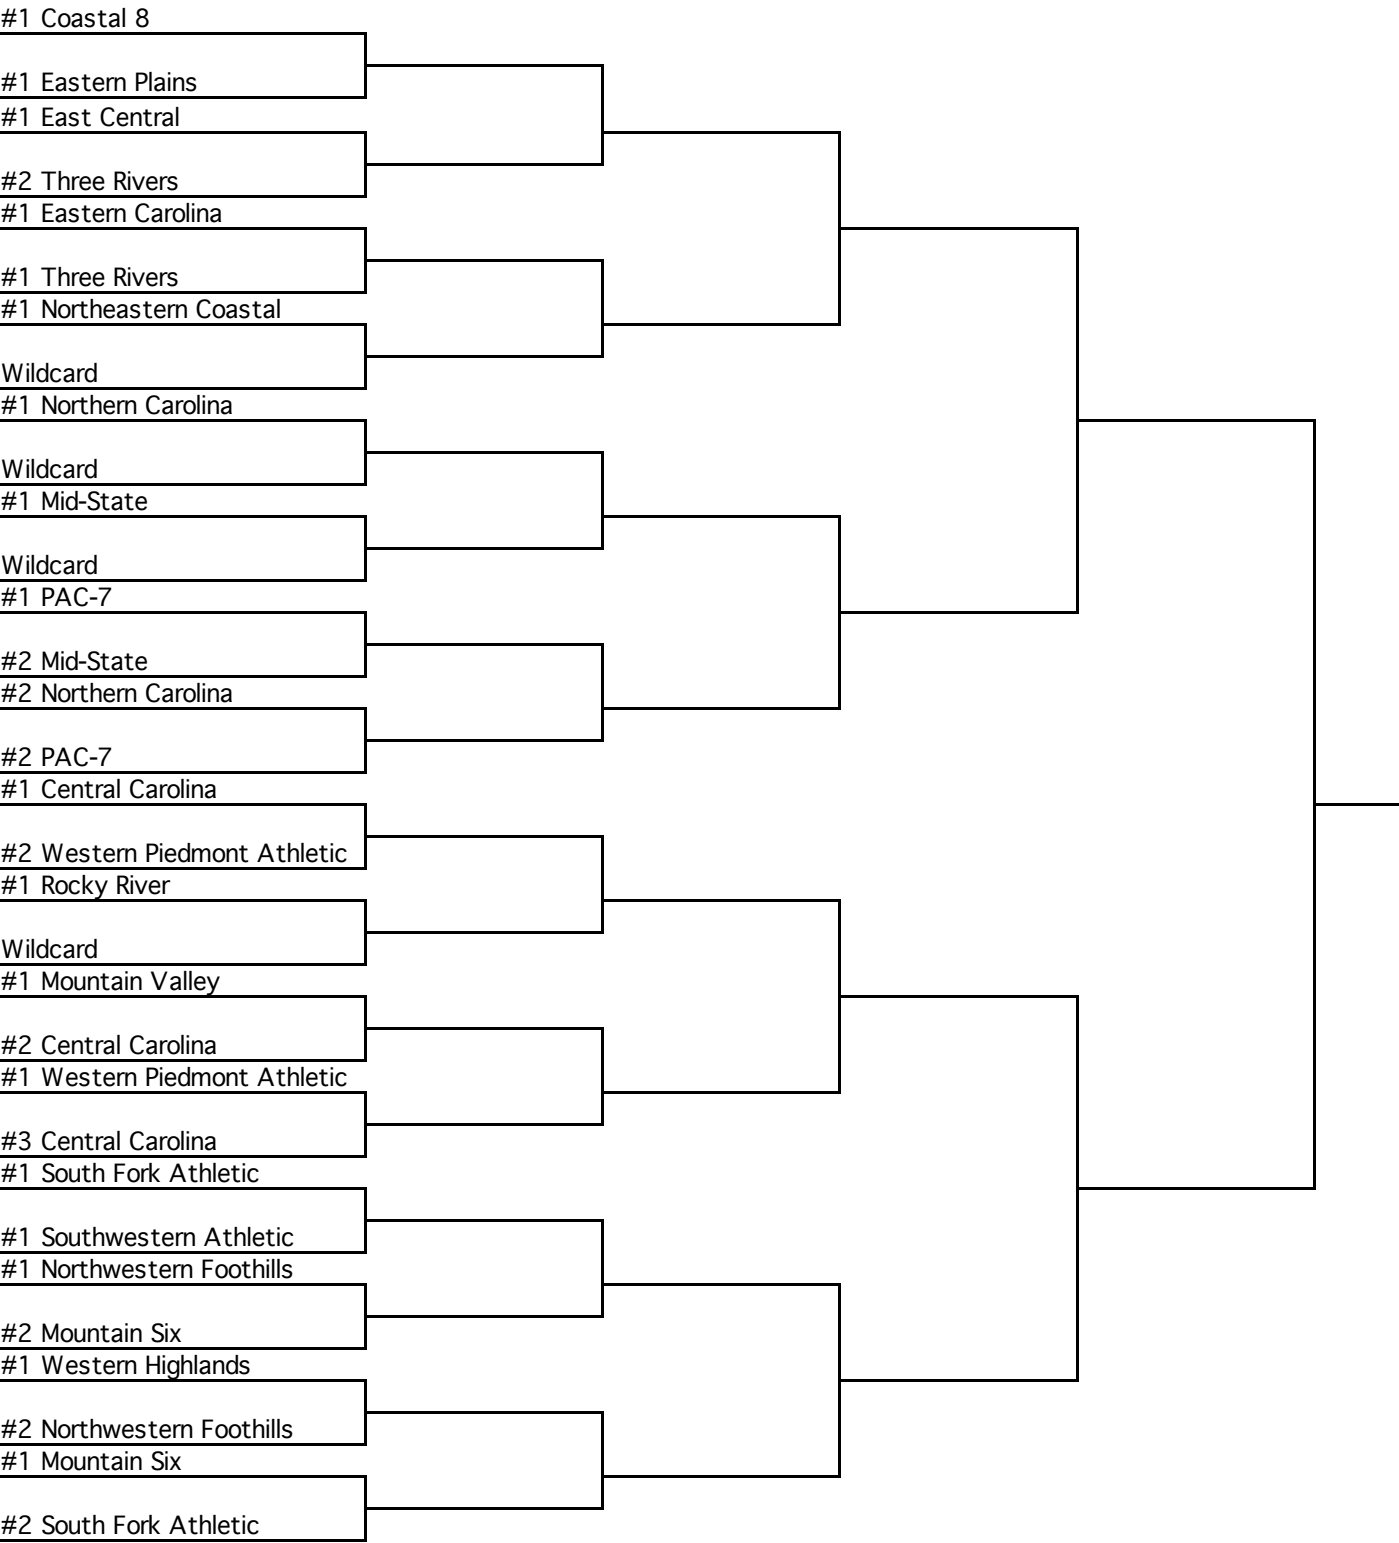 #1 Coastal 8
#1 Eastern Plains
#1 East Central
#2 Three Rivers
#1 Eastern Carolina
#1 Three Rivers
#1 Northeastern Coastal
Wildcard
#1 Northern Carolina
Wildcard
#1 Mid-State
Wildcard
#1 PAC-7
#2 Mid-State
#2 Northern Carolina
#2 PAC-7
#1 Central Carolina
#2 Western Piedmont Athletic
#1 Rocky River
Wildcard
#1 Mountain Valley
#2 Central Carolina
#1 Western Piedmont Athletic
#3 Central Carolina
#1 South Fork Athletic
#1 Southwestern Athletic
#1 Northwestern Foothills
#2 Mountain Six
#1 Western Highlands
#2 Northwestern Foothills
#1 Mountain Six
#2 South Fork Athletic